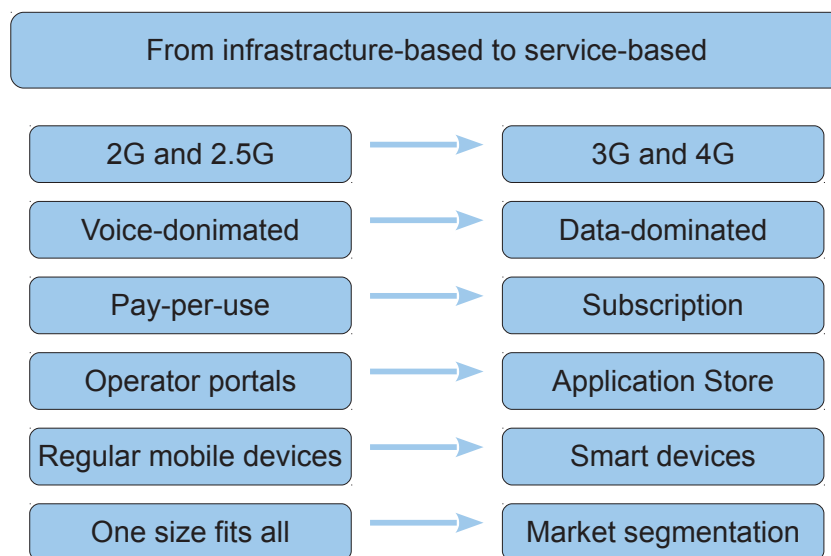 From infrastracture-based to service-based
2G and 2.5G
3G and 4G
Voice-donimated
Data-dominated
Pay-per-use
Subscription
Operator portals
Application Store
Regular mobile devices
Smart devices
One size fits all
Market segmentation